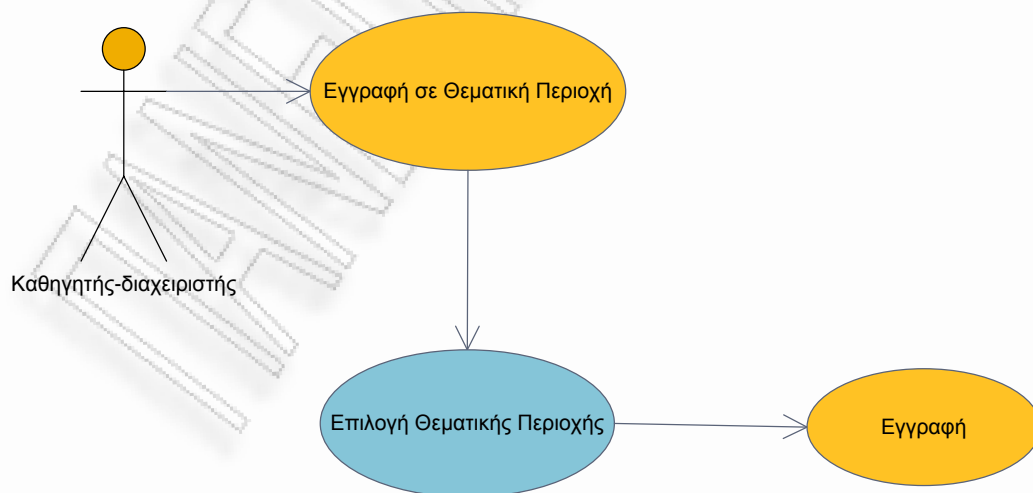 Εγγραφή σε Θεματική Περιοχή
Καθηγητής-διαχειριστής
Επιλογή Θεματικής Περιοχής
Εγγραφή